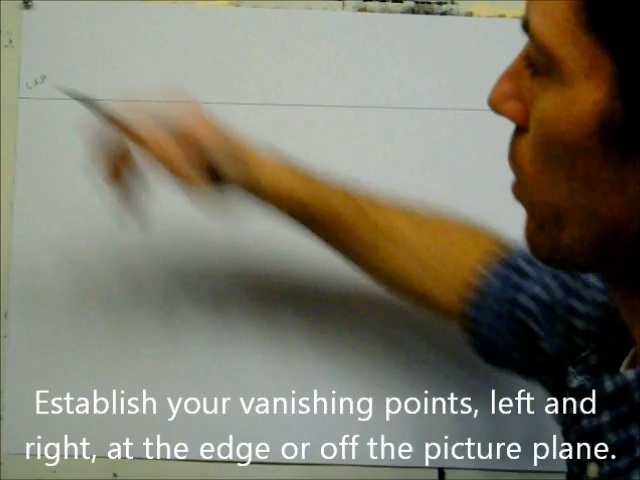 Establish your vanishing points, left and
right, at the edge or off the picture plane.